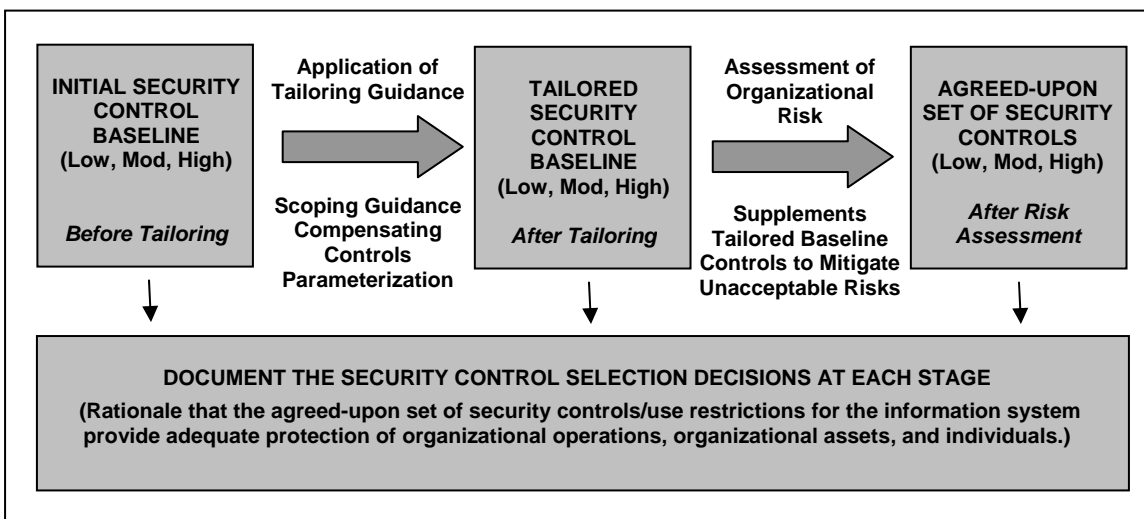 INITIAL SECURITY
CONTROL
BASELINE
(Low, Mod, High)
Before Tailoring
Application of
Tailoring Guidance
Scoping Guidance
Compensating
Controls
Parameterization
TAILORED
SECURITY
CONTROL
BASELINE
(Low, Mod, High)
After Tailoring
Assessment of
Organizational
Risk
Supplements
Tailored Baseline
Controls to Mitigate
Unacceptable Risks
AGREED-UPON
SET OF SECURITY
CONTROLS
(Low, Mod, High)
After Risk
Assessment
DOCUMENT THE SECURITY CONTROL SELECTION DECISIONS AT EACH STAGE
(Rationale that the agreed-upon set of security controls/use restrictions for the information system
provide adequate protection of organizational operations, organizational assets, and individuals.)